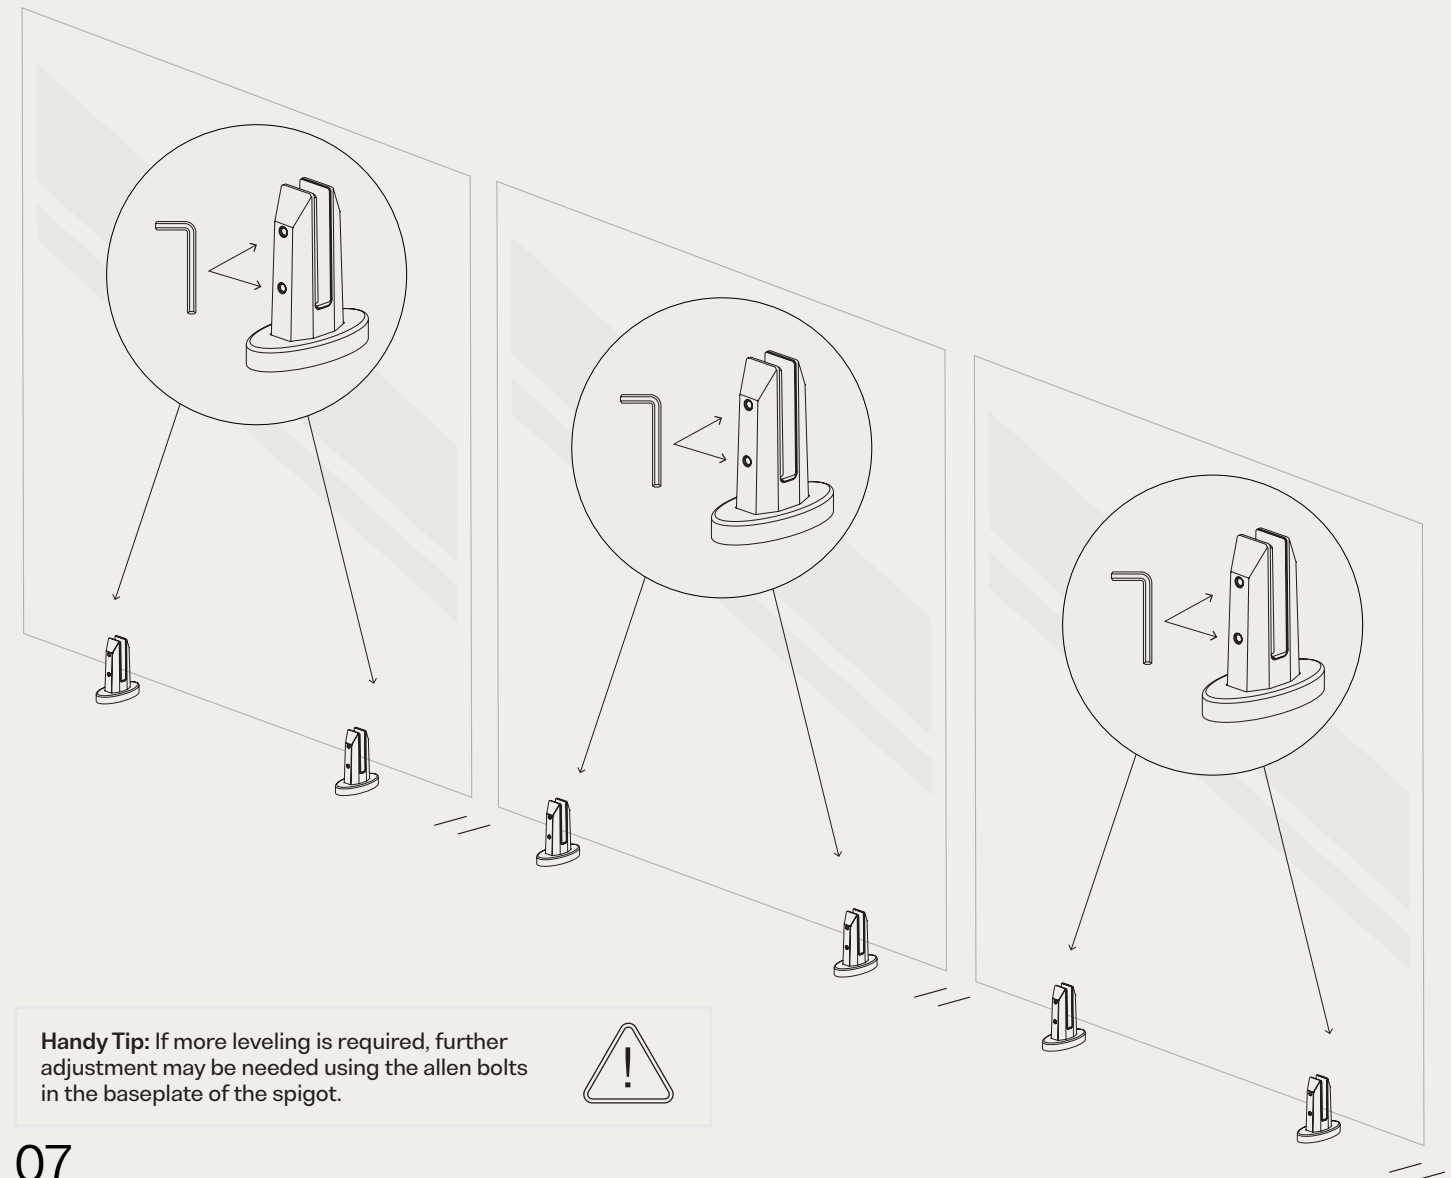 Handy Tip: If more leveling is required, further
adjustment may be needed using the allen bolts
in the baseplate of the spigot.
!
07